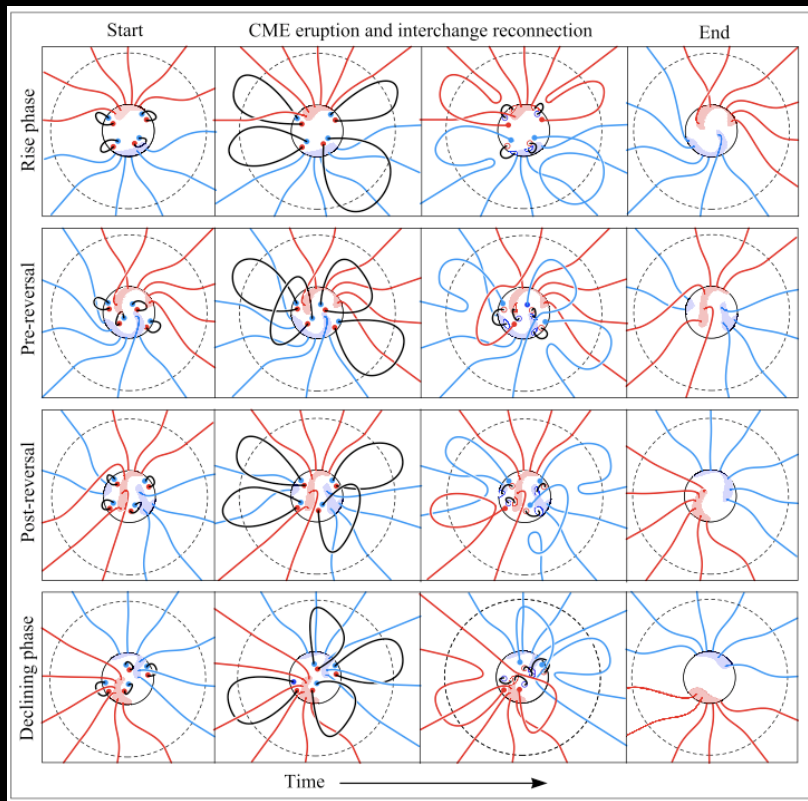 Start
CME eruption and interchange reconnection
End
Rise phase
Pre-reversal
Post-reversal
Declining phase
Time